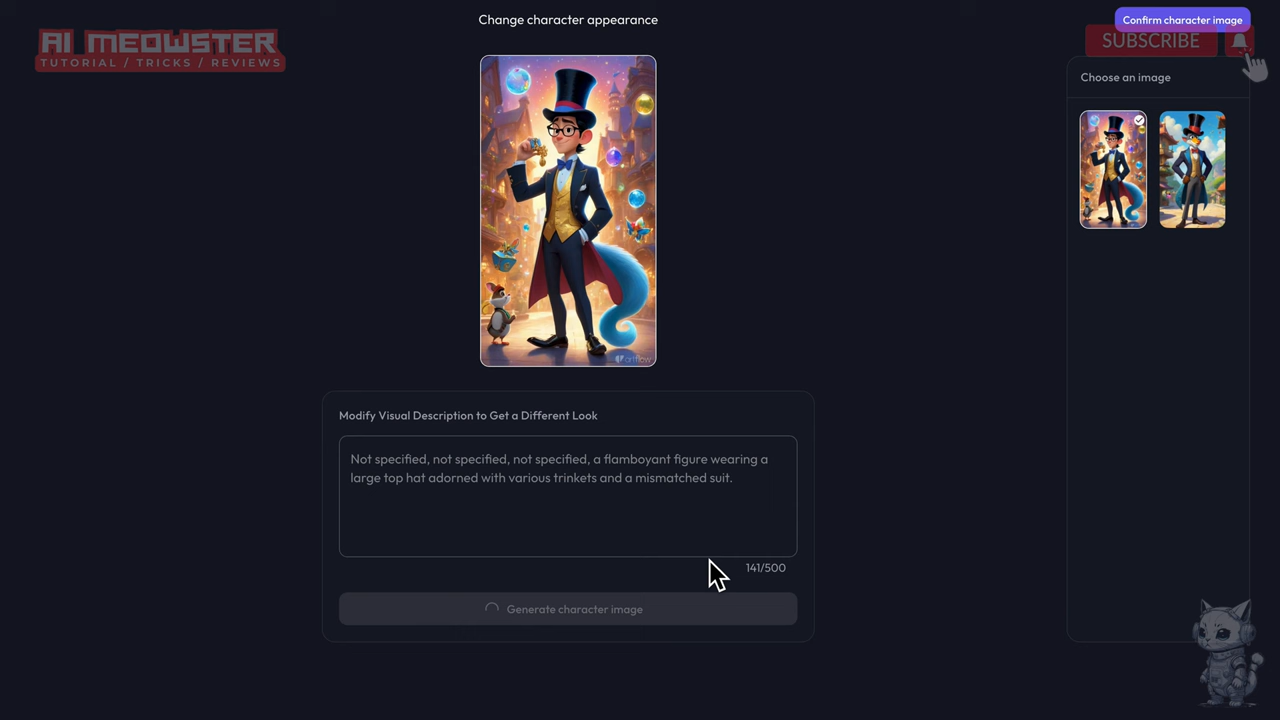 Change character appearance
Confirm character image
AI MEOWSTER
TUTORIAL / TRICKS / REVIEWS
SUBSCRIBE
Choose an image
artflow
Modify Visual Description to Get a Different Look
Not specified, not specified, not specified, a flamboyant figure wearing a
large top hat adorned with various trinkets and a mismatched suit.
141/500
Generate character image